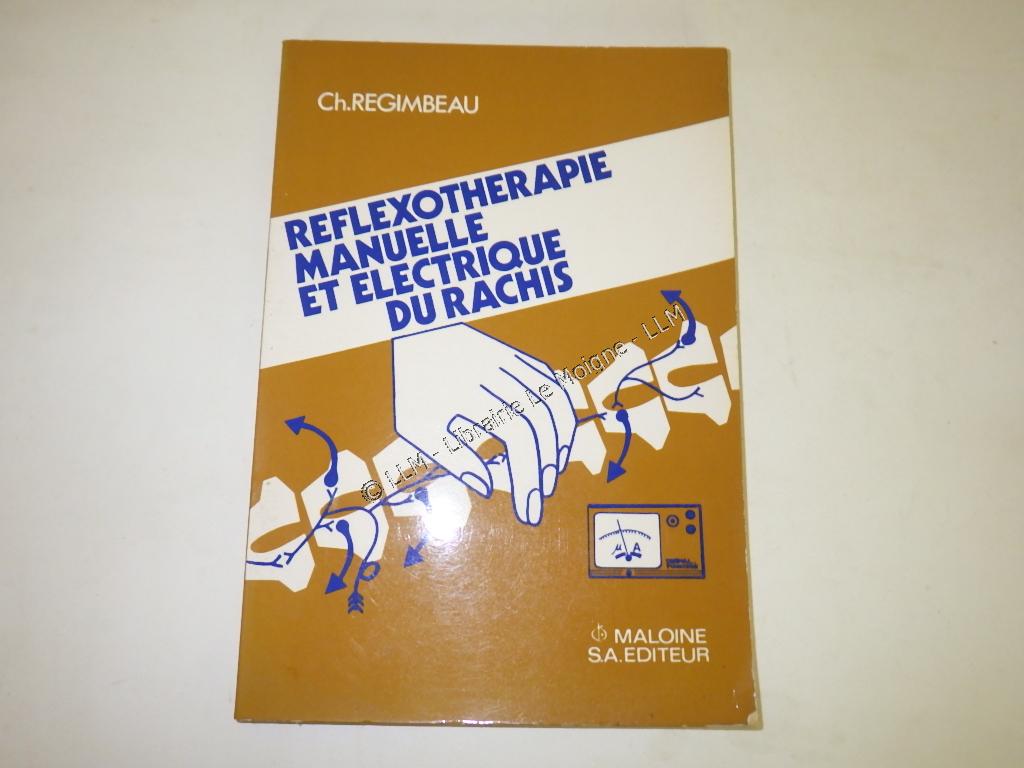 Ch.REGIMBEAU
REFLEXOTHERAPIE
MANUELLE
ET ELECTRIQUE
DU RACHIS
© LLM - Librairie Le Moigne - LLM
µ A
MALOINE
S.A.EDITEUR